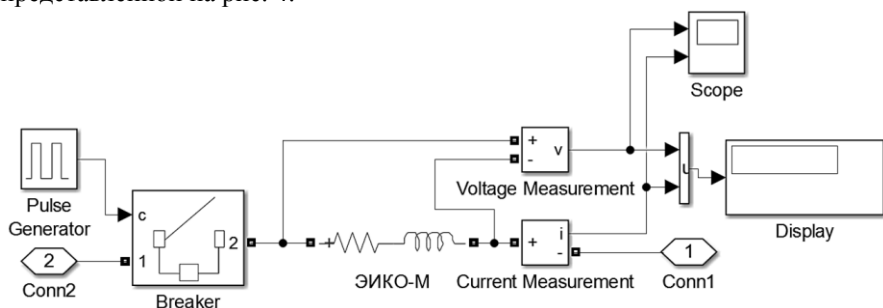 представленной на рис. 4.
Scope
+
-
v
Voltage Measurement
u
Display
Pulse
Generator
c
1
2
Breaker
2
Conn2
+
ЭИКО-М
+
i
-
Current Measurement
1
Conn1